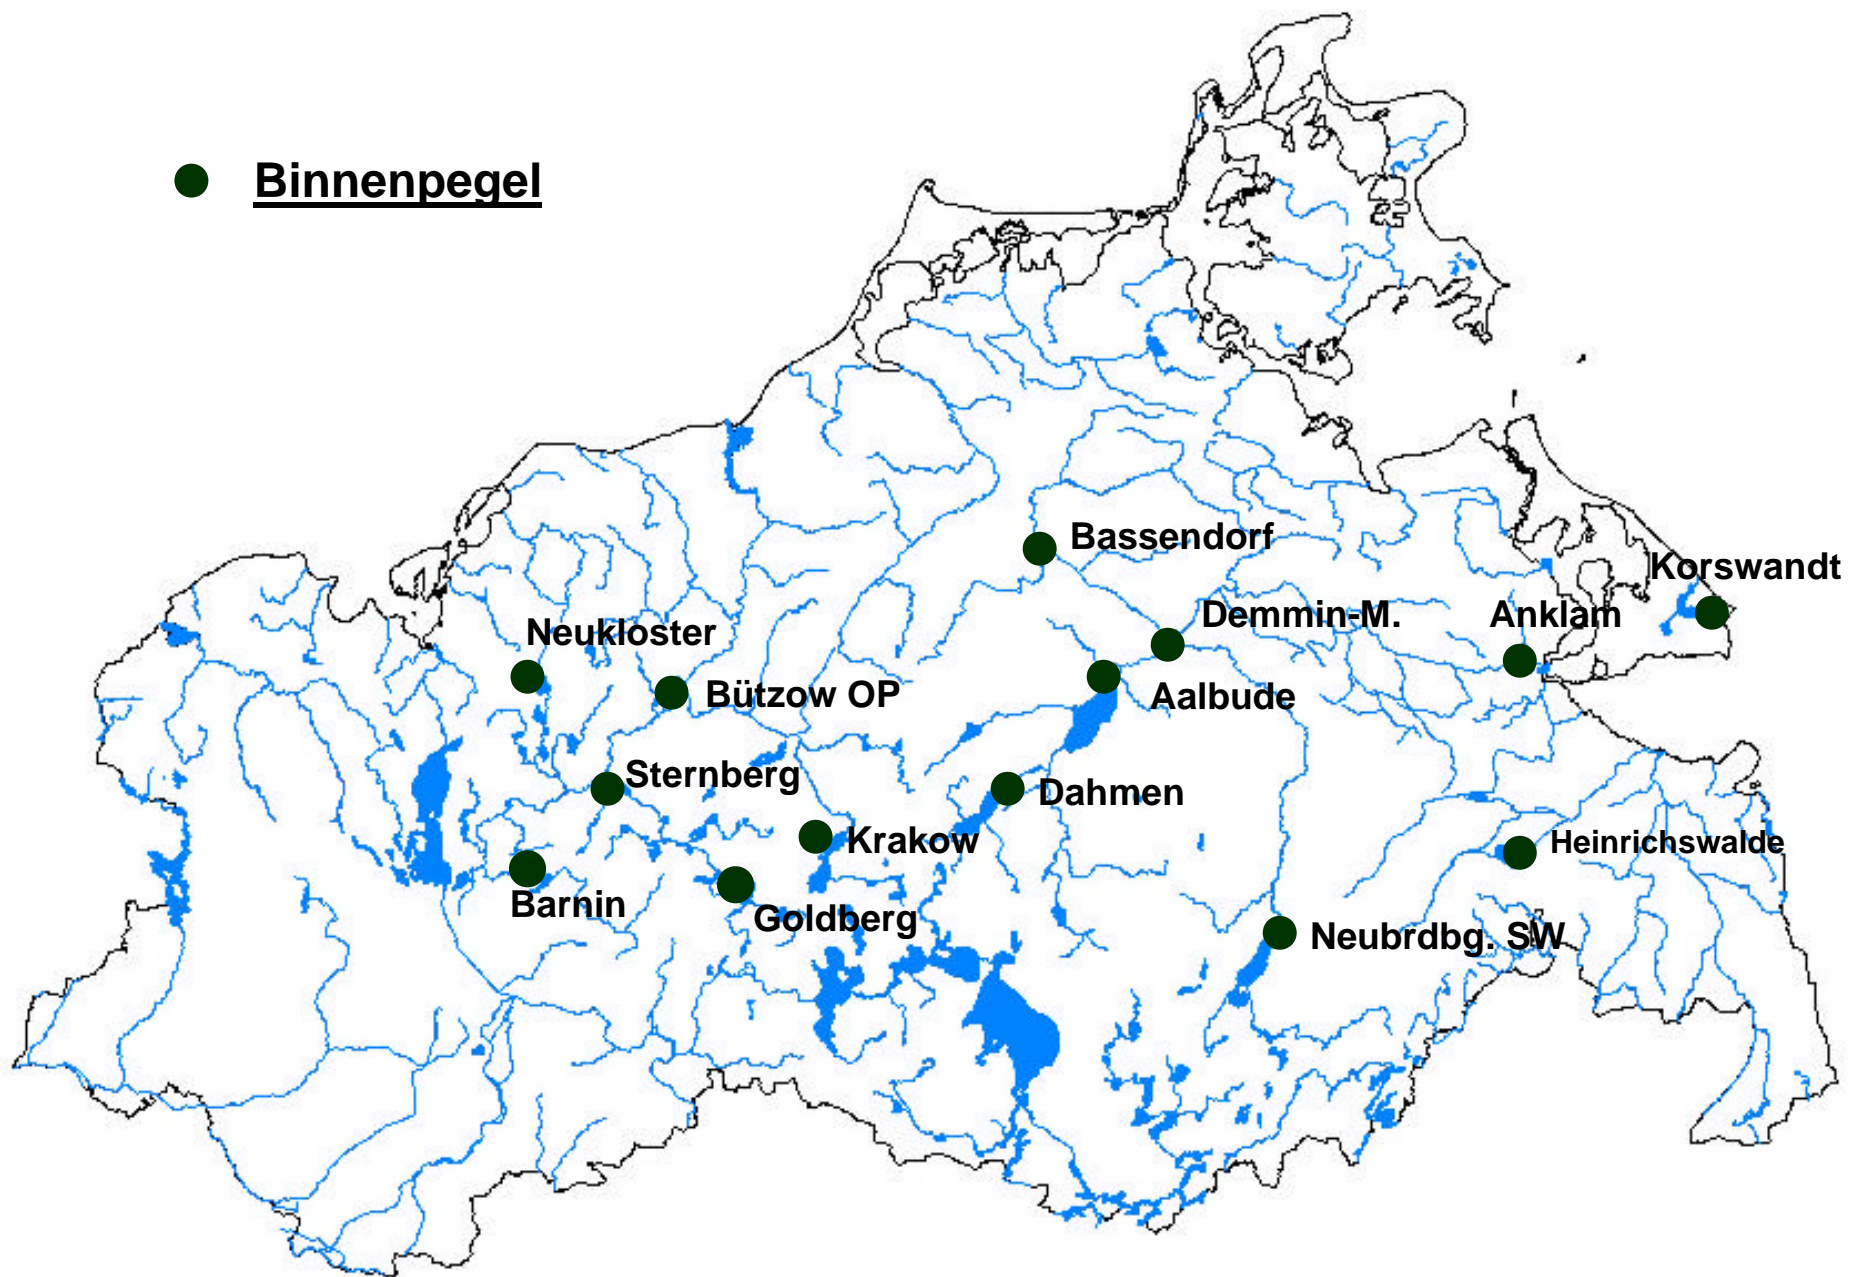 Binnenpegel
Bassendorf
Korswandt
Demmin-M.
Anklam
Neukloster
Bützow OP
Aalbude
Sternberg
Dahmen
Krakow
Heinrichswalde
Barnin
Goldberg
Neubrdbg. SW